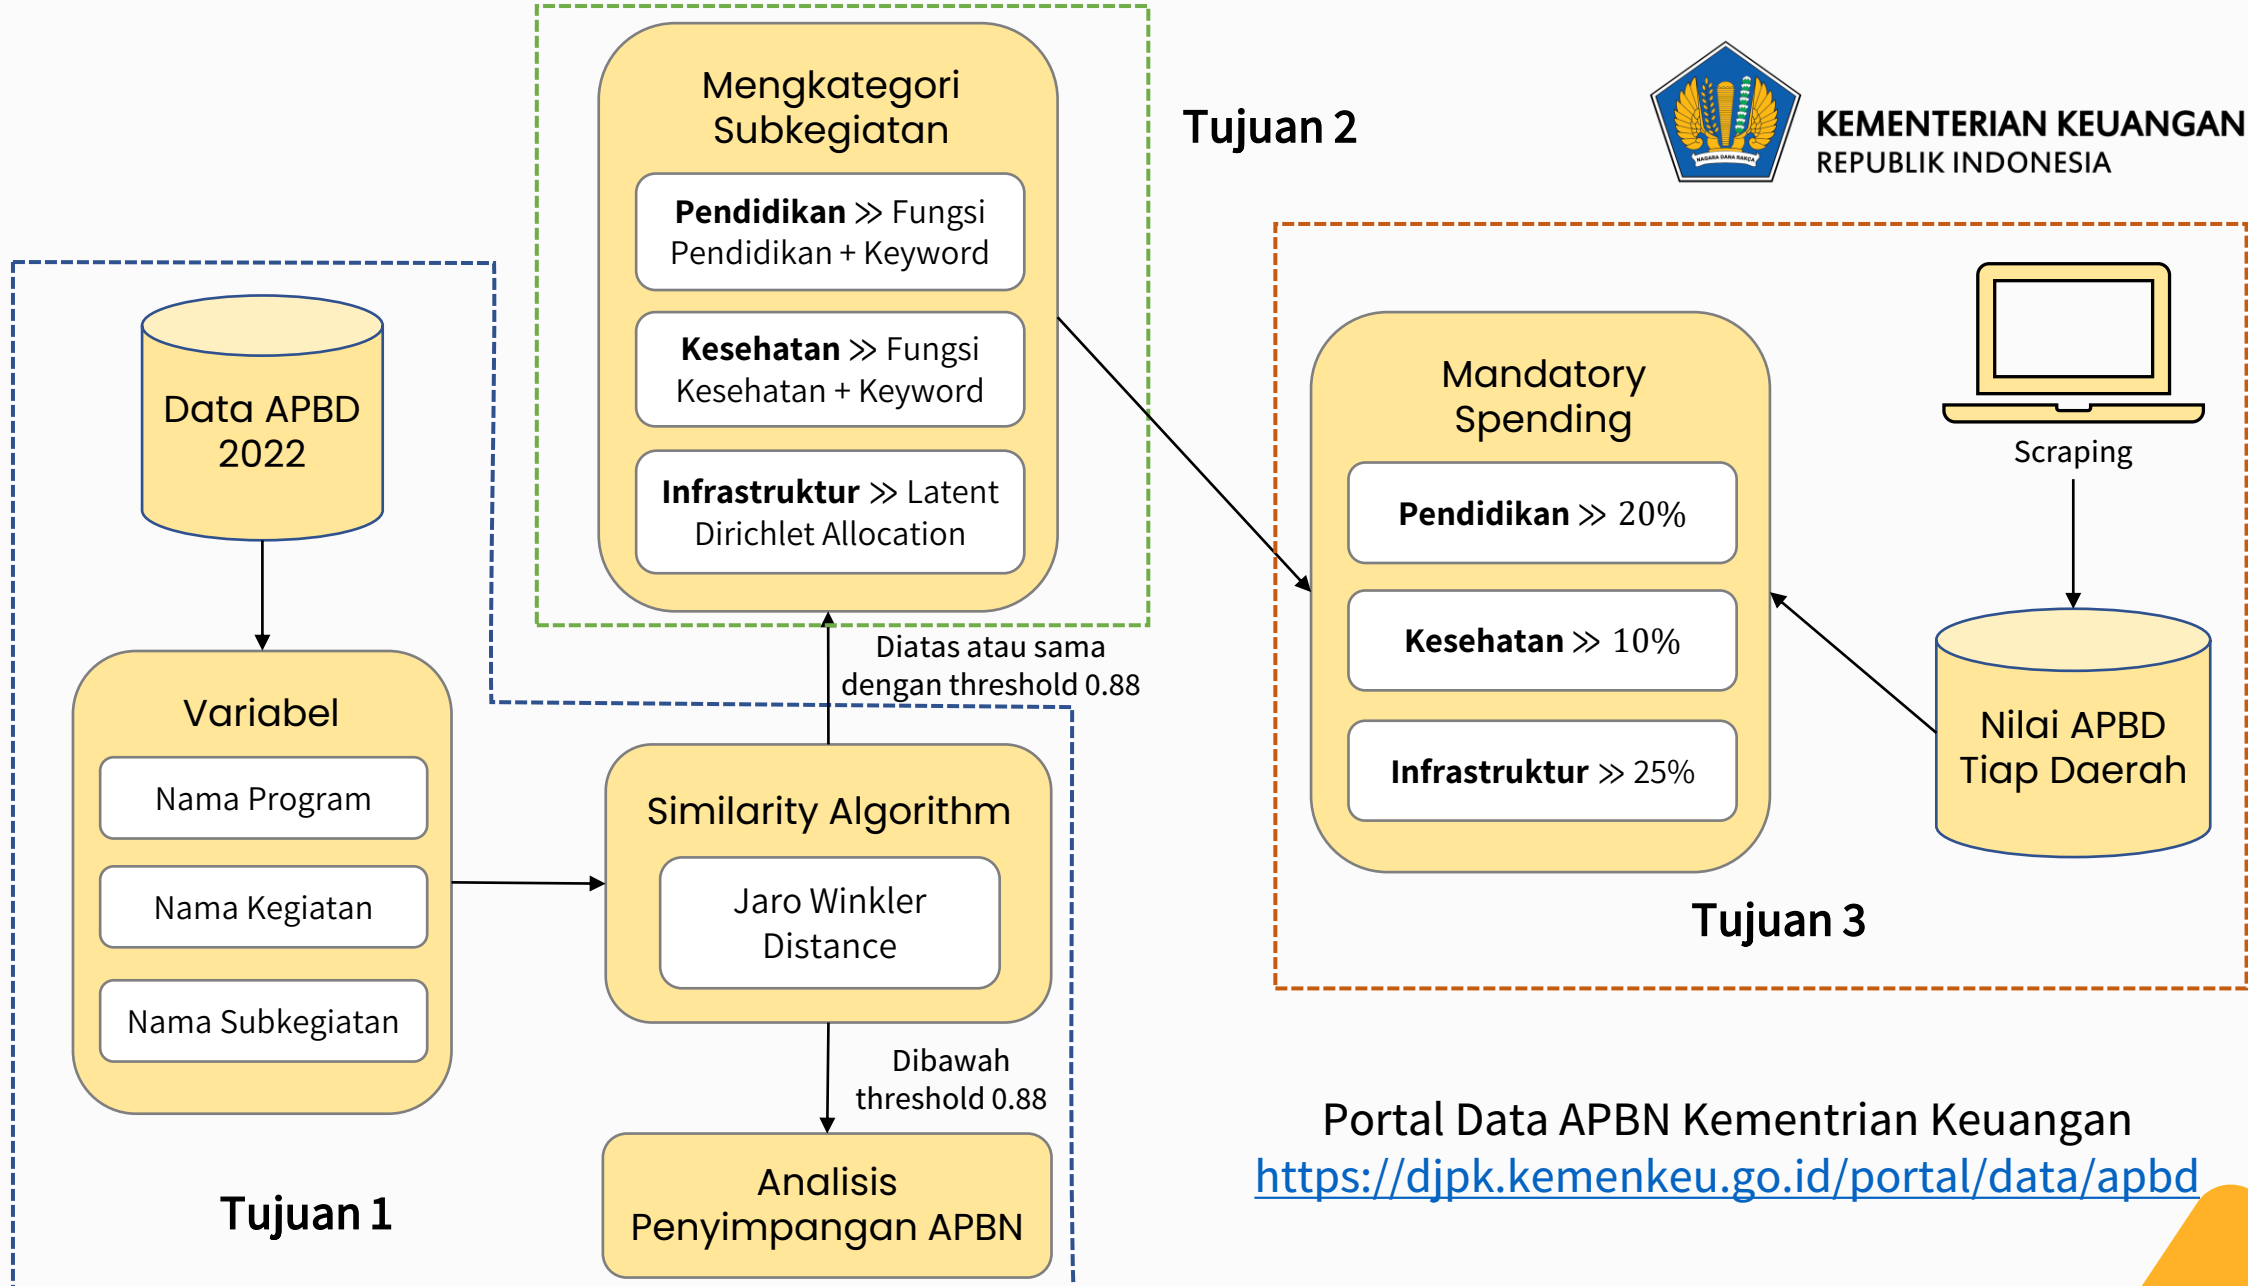 Mengkategori
Subkegiatan
Pendidikan ≫ Fungsi
Pendidikan + Keyword
Kesehatan ≫ Fungsi
Kesehatan + Keyword
Infrastruktur ≫ Latent
Dirichlet Allocation
Tujuan 2
NAGARA DANA RAKÇA
KEMENTERIAN KEUANGAN
REPUBLIK INDONESIA
Data APBD
2022
Variabel
Nama Program
Nama Kegiatan
Nama Subkegiatan
Tujuan 1
Diatas atau sama
dengan threshold 0.88
Similarity Algorithm
Jaro Winkler
Distance
Dibawah
threshold 0.88
Analisis
Penyimpangan APBN
Mandatory
Spending
Pendidikan ≫ 20%
Kesehatan ≫ 10%
Infrastruktur ≫ 25%
Scraping
Nilai APBD
Tiap Daerah
Tujuan 3
Portal Data APBN Kementrian Keuangan
https://djpk.kemenkeu.go.id/portal/data/apbd